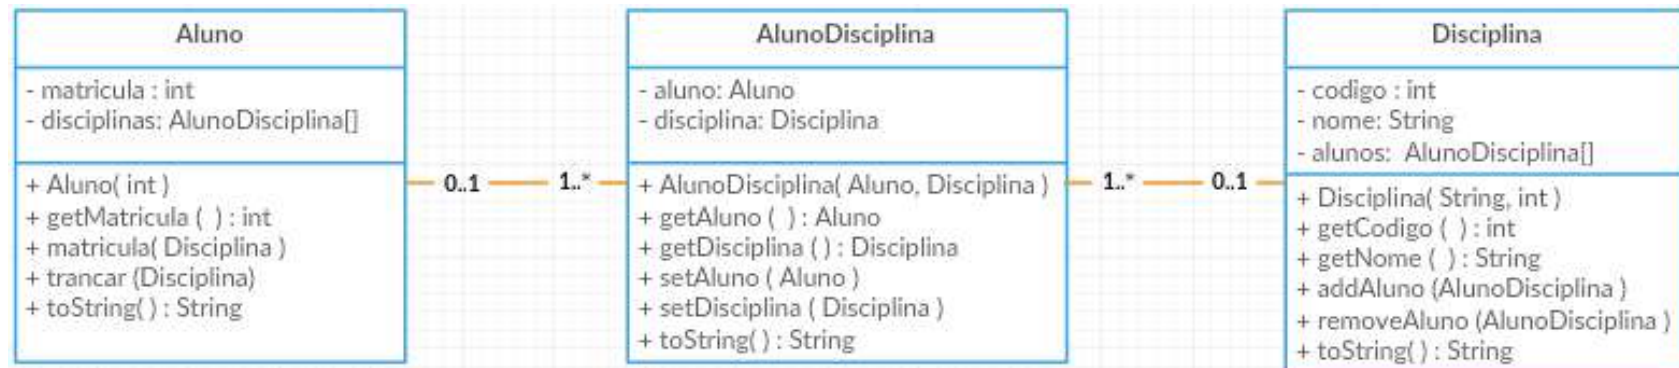 Aluno
- matricula : int
- disciplinas: AlunoDisciplina[]
+ Aluno( int )
+ getMatricula ( ) : int
+ matricula( Disciplina )
+ trancar (Disciplina)
+ toString( ) : String
0..1
1..*
AlunoDisciplina
- aluno: Aluno
- disciplina: Disciplina
+ AlunoDisciplina( Aluno, Disciplina )
+ getAluno ( ) : Aluno
+ getDisciplina ( ) : Disciplina
+ setAluno ( Aluno )
+ setDisciplina ( Disciplina )
+ toString( ) : String
1..*
0..1
Disciplina
- codigo : int
- nome: String
- alunos: AlunoDisciplina[]
+ Disciplina( String, int )
+ getCodigo ( ) : int
+ getNome ( ) : String
+ addAluno (AlunoDisciplina )
+ removeAluno (AlunoDisciplina )
+ toString( ) : String